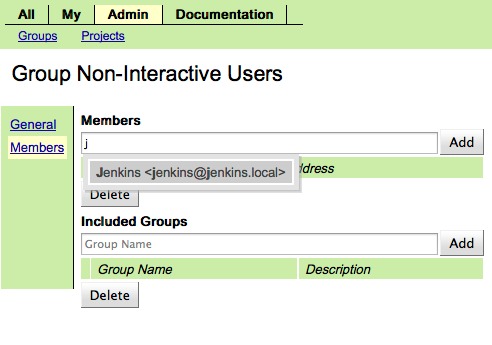 All My Admin Documentation
Groups Projects
Group Non-Interactive Users
General
Members
Members
j
Add
Jenkins <jenkins@jenkins.local>
ddress
Delete
Included Groups
Group Name
Add
Group Name Description
Delete